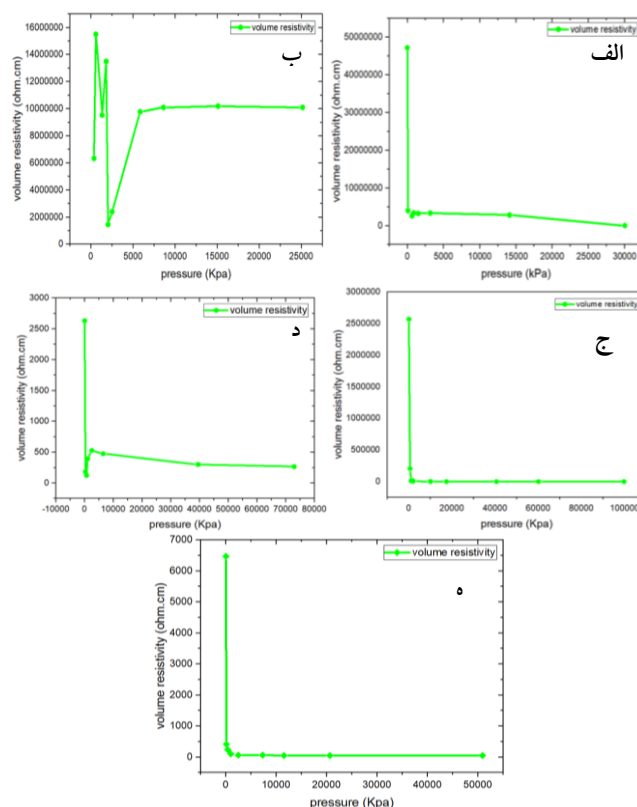 volume resistivity
ب
volume resistivity (ohm.cm)
16000000
14000000
12000000
10000000
8000000
6000000
4000000
2000000
0
0 5000 10000 15000 20000 25000
pressure (Kpa)
volume resistivity
الف
volume resistivity (ohm.cm)
50000000
40000000
30000000
20000000
10000000
0
0 5000 10000 15000 20000 25000 30000
pressure (kPa)
volume resistivity
د
volume resistivity (ohm.cm)
3000
2500
2000
1500
1000
500
0
-10000 0 10000 20000 30000 40000 50000 60000 70000 80000
pressure (Kpa)
volume resistivity
ج
volume resistivity (ohm.cm)
3000000
2500000
2000000
1500000
1000000
500000
0
0 20000 40000 60000 80000 100000
pressure (Kpa)
volume resistivity
ه
volume resistivity (ohm.cm)
7000
6000
5000
4000
3000
2000
1000
0
0 10000 20000 30000 40000 50000
pressure (Kpa)